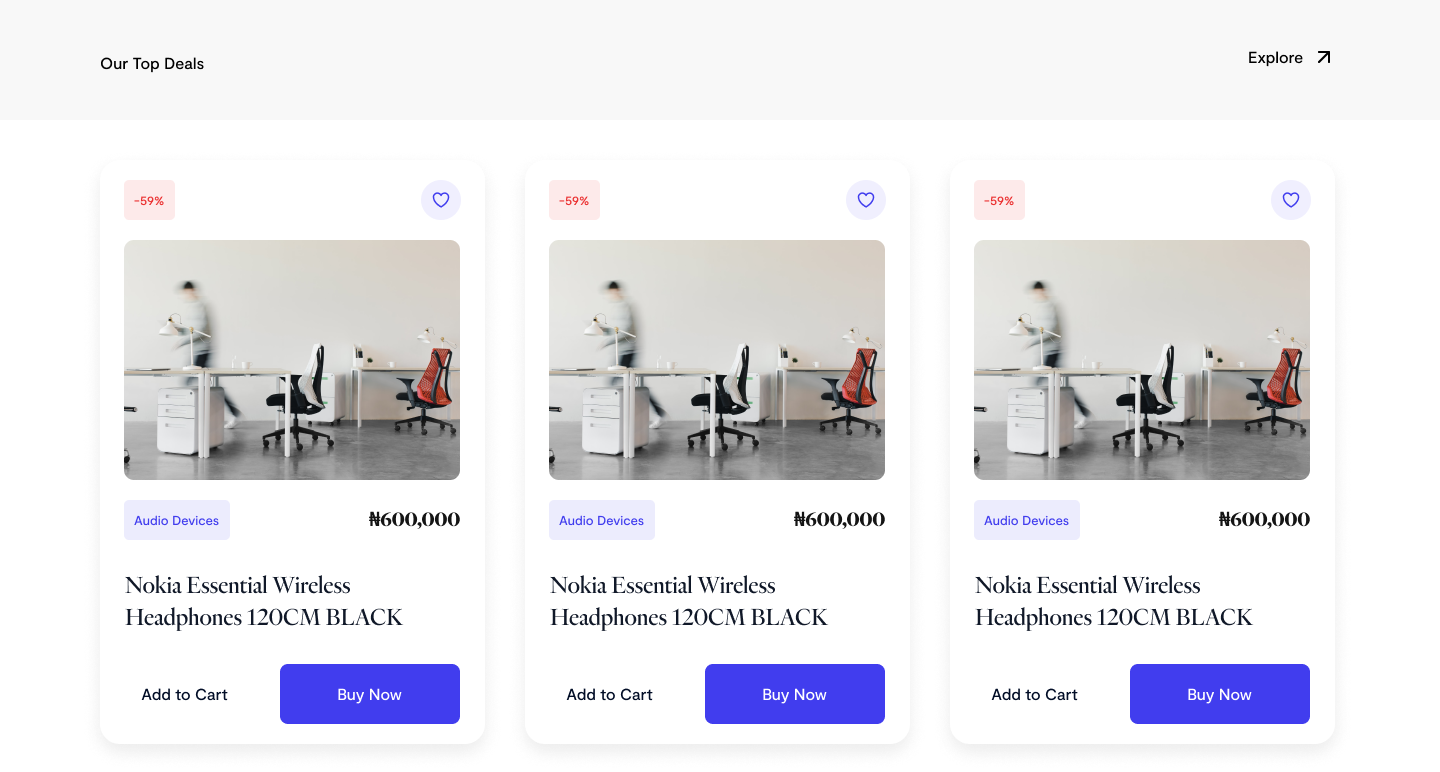 Our Top Deals
Explore
-59%
-59%
-59%
Audio Devices
₦600,000
Audio Devices
₦600,000
Audio Devices
₦600,000
Nokia Essential Wireless
Headphones 120CM BLACK
Nokia Essential Wireless
Headphones 120CM BLACK
Nokia Essential Wireless
Headphones 120CM BLACK
Add to Cart
Buy Now
Add to Cart
Buy Now
Add to Cart
Buy Now